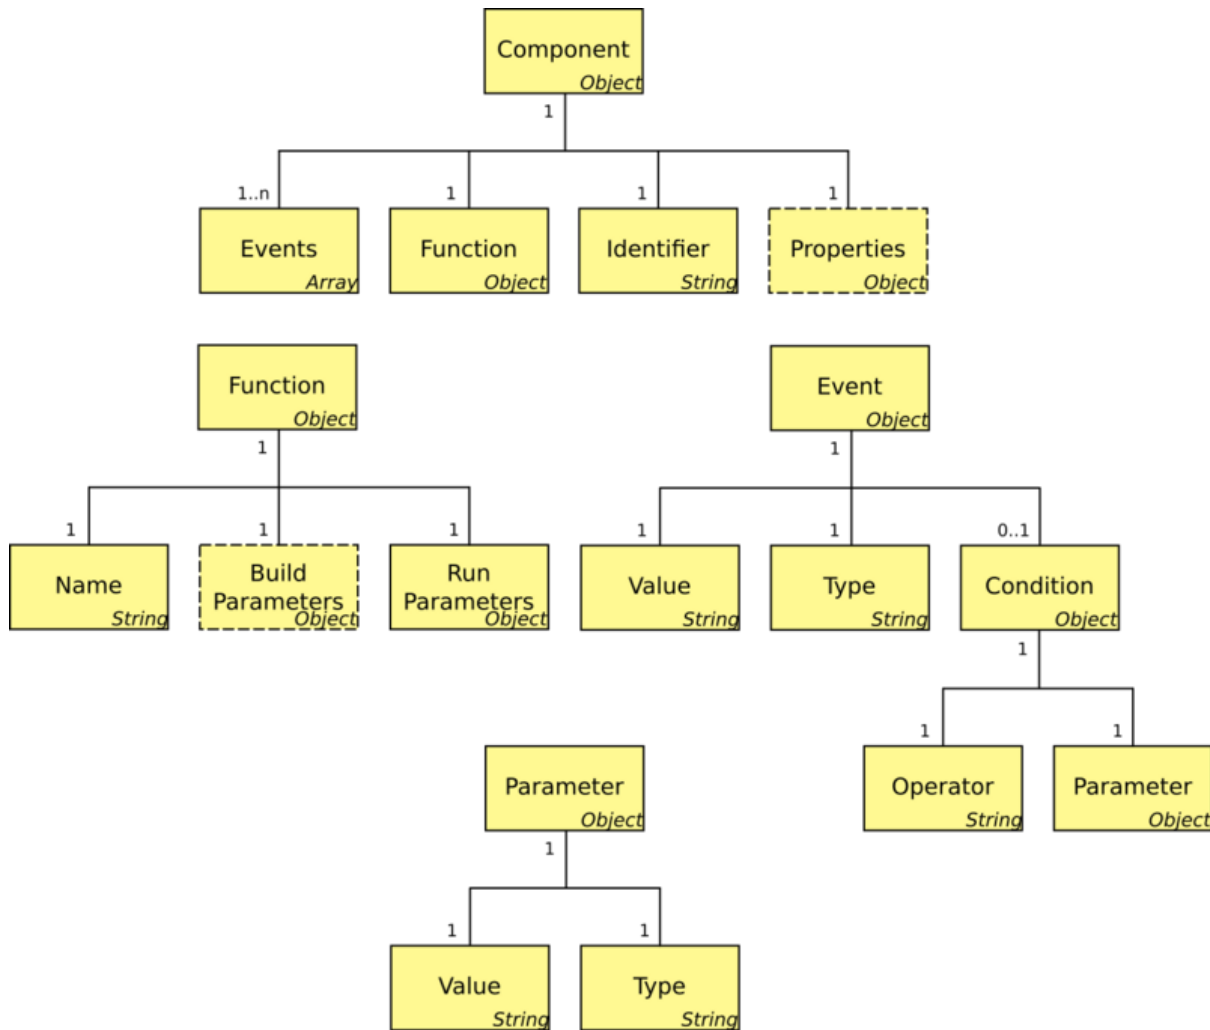 Component
Object
1
1..n
1
1
1
Events
Array
Function
Object
Identifier
String
Properties
Object
Function
Object
1
Event
Object
1
1
1
1
1
1
0..1
Name
String
Build
Parameters
Object
Run
Parameters
Object
Value
String
Type
String
Condition
Object
1
1
1
Operator
String
Parameter
Object
Parameter
Object
1
1
1
Value
String
Type
String